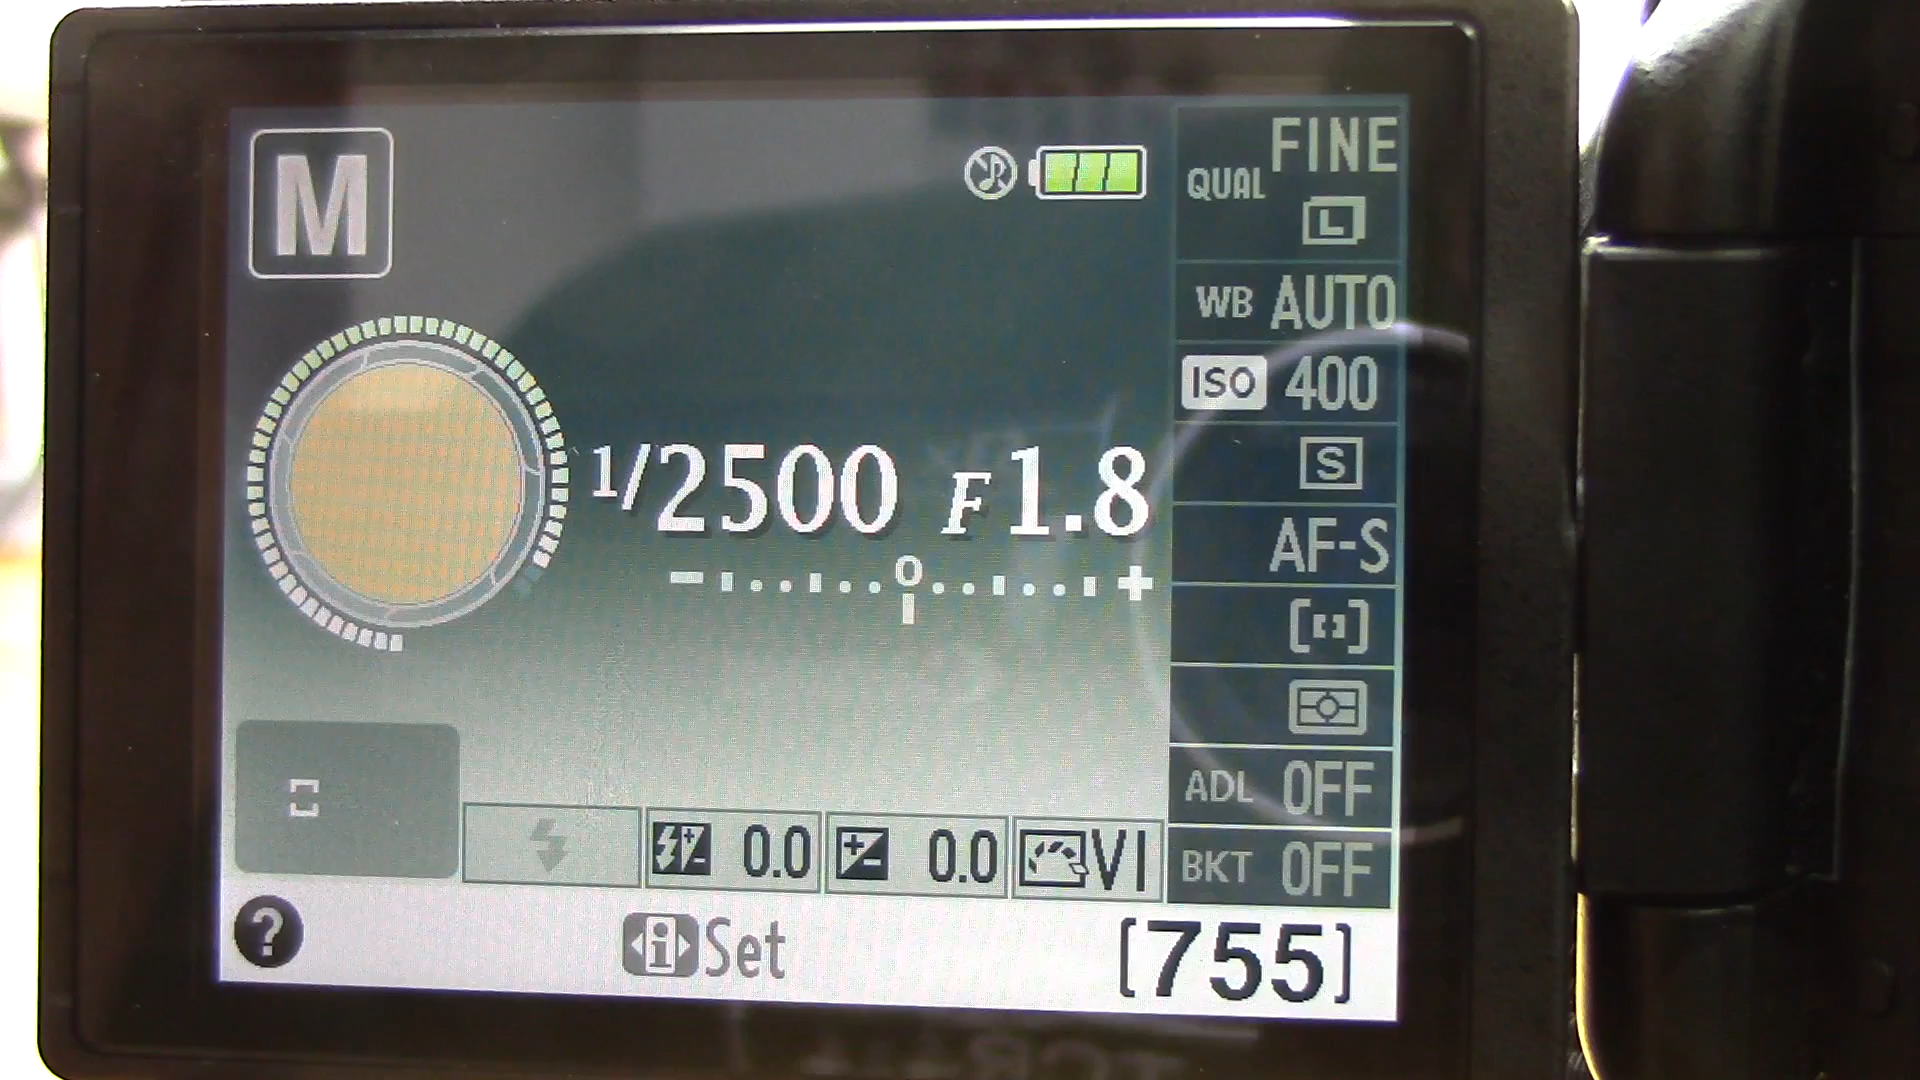 M
FINE
QUAL
L
WB AUTO
ISO 400
S
1/2500 F1.8
- 0 +
AF-S
ADL OFF
0.0 0.0 VI
BKT OFF
? i Set [755]